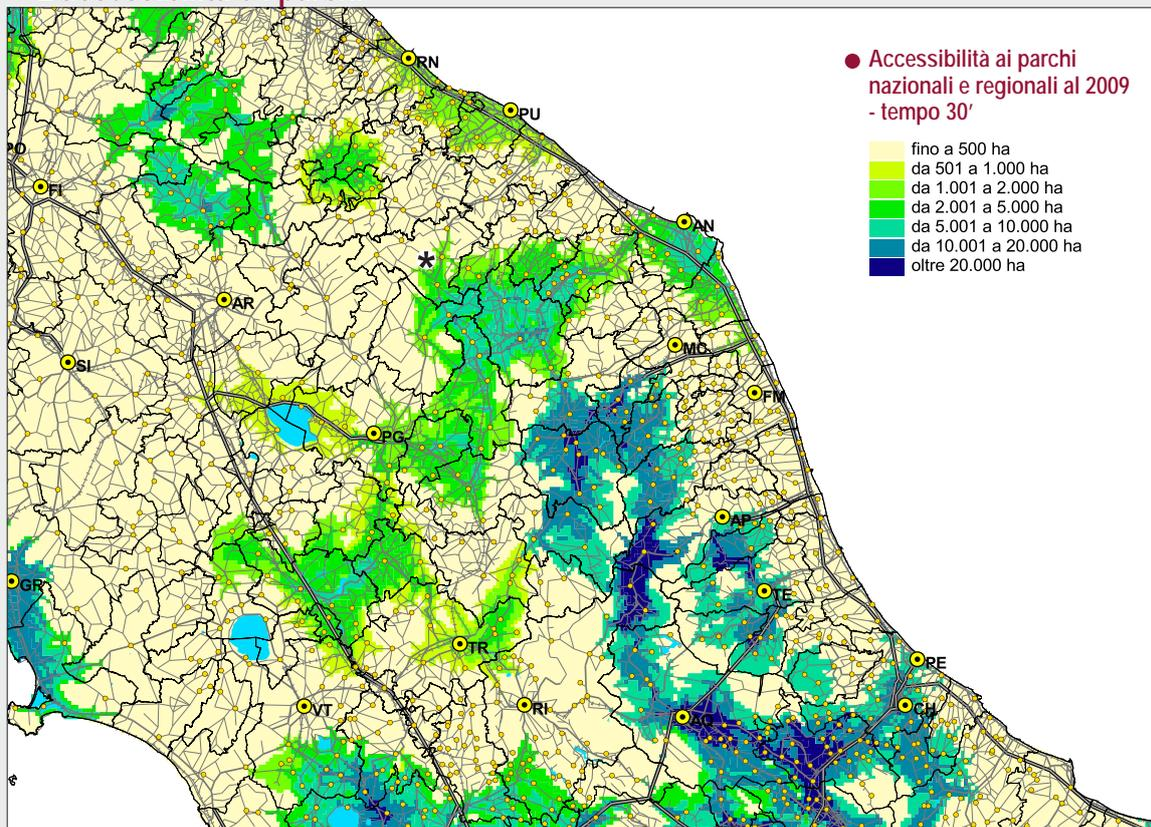 Accessibilità ai parchi
nazionali e regionali al 2009
- tempo 30'
fino a 500 ha
da 501 a 1.000 ha
da 1.001 a 2.000 ha
da 2.001 a 5.000 ha
da 5.001 a 10.000 ha
da 10.001 a 20.000 ha
oltre 20.000 ha
RN
PU
PO
FI
AN
*
AR
MC
SI
FM
PG
AP
GR
TE
TR
PE
VT
RI
AQ
CH